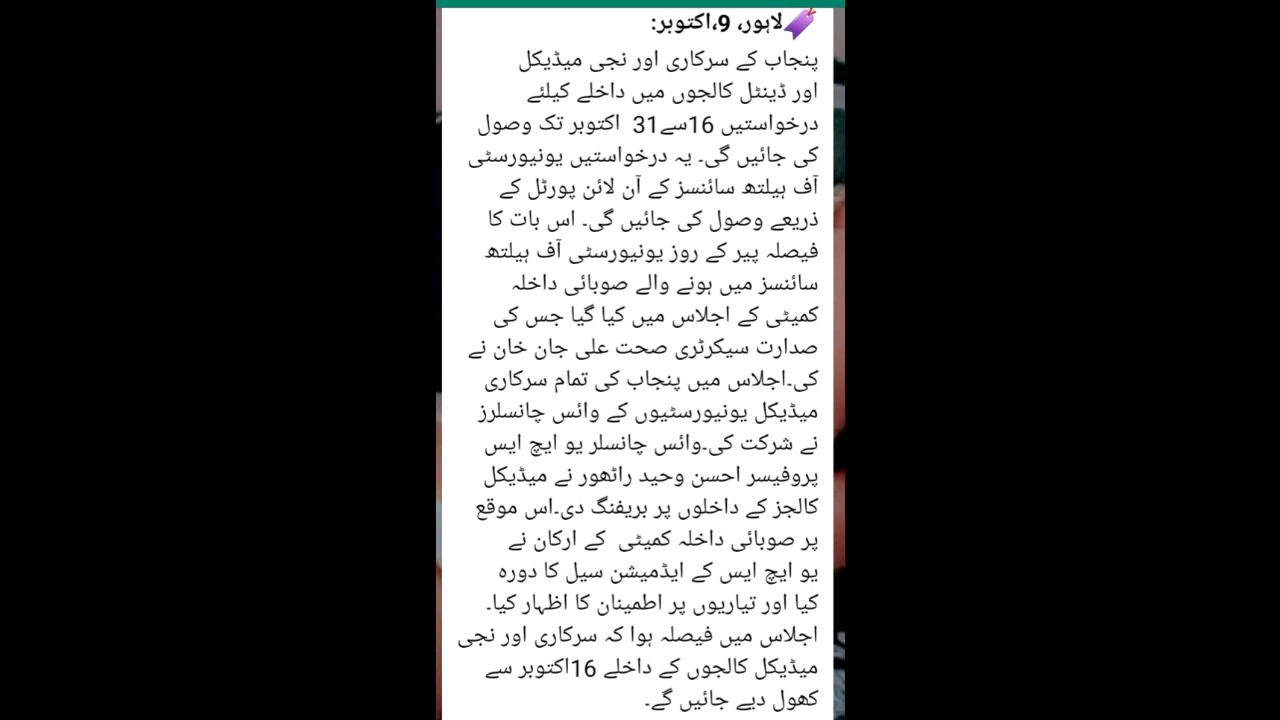 لاہور، 9،اکتوبر:
پنجاب کے سرکاری اور نجی میڈیکل
اور ڈینٹل کالجوں میں داخلے کیلئے
درخواستیں 16سے31 اکتوبر تک وصول
کی جائیں گی۔ یہ درخواستیں یونیورسٹی
آف ہیلتھ سائنسز کے آن لائن پورٹل کے
ذریعے وصول کی جائیں گی۔ اس بات کا
فیصلہ پیر کے روز یونیورسٹی آف ہیلتھ
سائنسز میں ہونے والے صوبائی داخلہ
کمیٹی کے اجلاس میں کیا گیا جس کی
صدارت سیکرٹری صحت علی جان خان نے
کی۔اجلاس میں پنجاب کی تمام سرکاری
میڈیکل یونیورسٹیوں کے وائس چانسلرز
نے شرکت کی۔وائس چانسلر یو ایچ ایس
پروفیسر احسن وحید راٹھور نے میڈیکل
کالجز کے داخلوں پر بریفنگ دی۔اس موقع
پر صوبائی داخلہ کمیٹی کے ارکان نے
یو ایچ ایس کے ایڈمیشن سیل کا دورہ
کیا اور تیاریوں پر اطمینان کا اظہار کیا۔
اجلاس میں فیصلہ ہوا کہ سرکاری اور نجی
میڈیکل کالجوں کے داخلے 16اکتوبر سے
کھول دیے جائیں گے۔